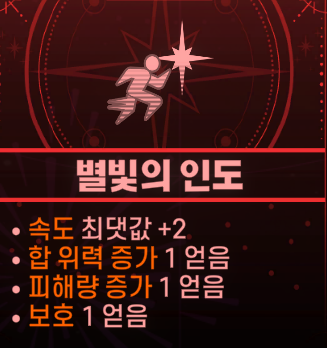 별빛의 인도
• 속도 최댓값 +2
• 합 위력 증가 1 얻음
• 피해량 증가 1 얻음
• 보호 1 얻음